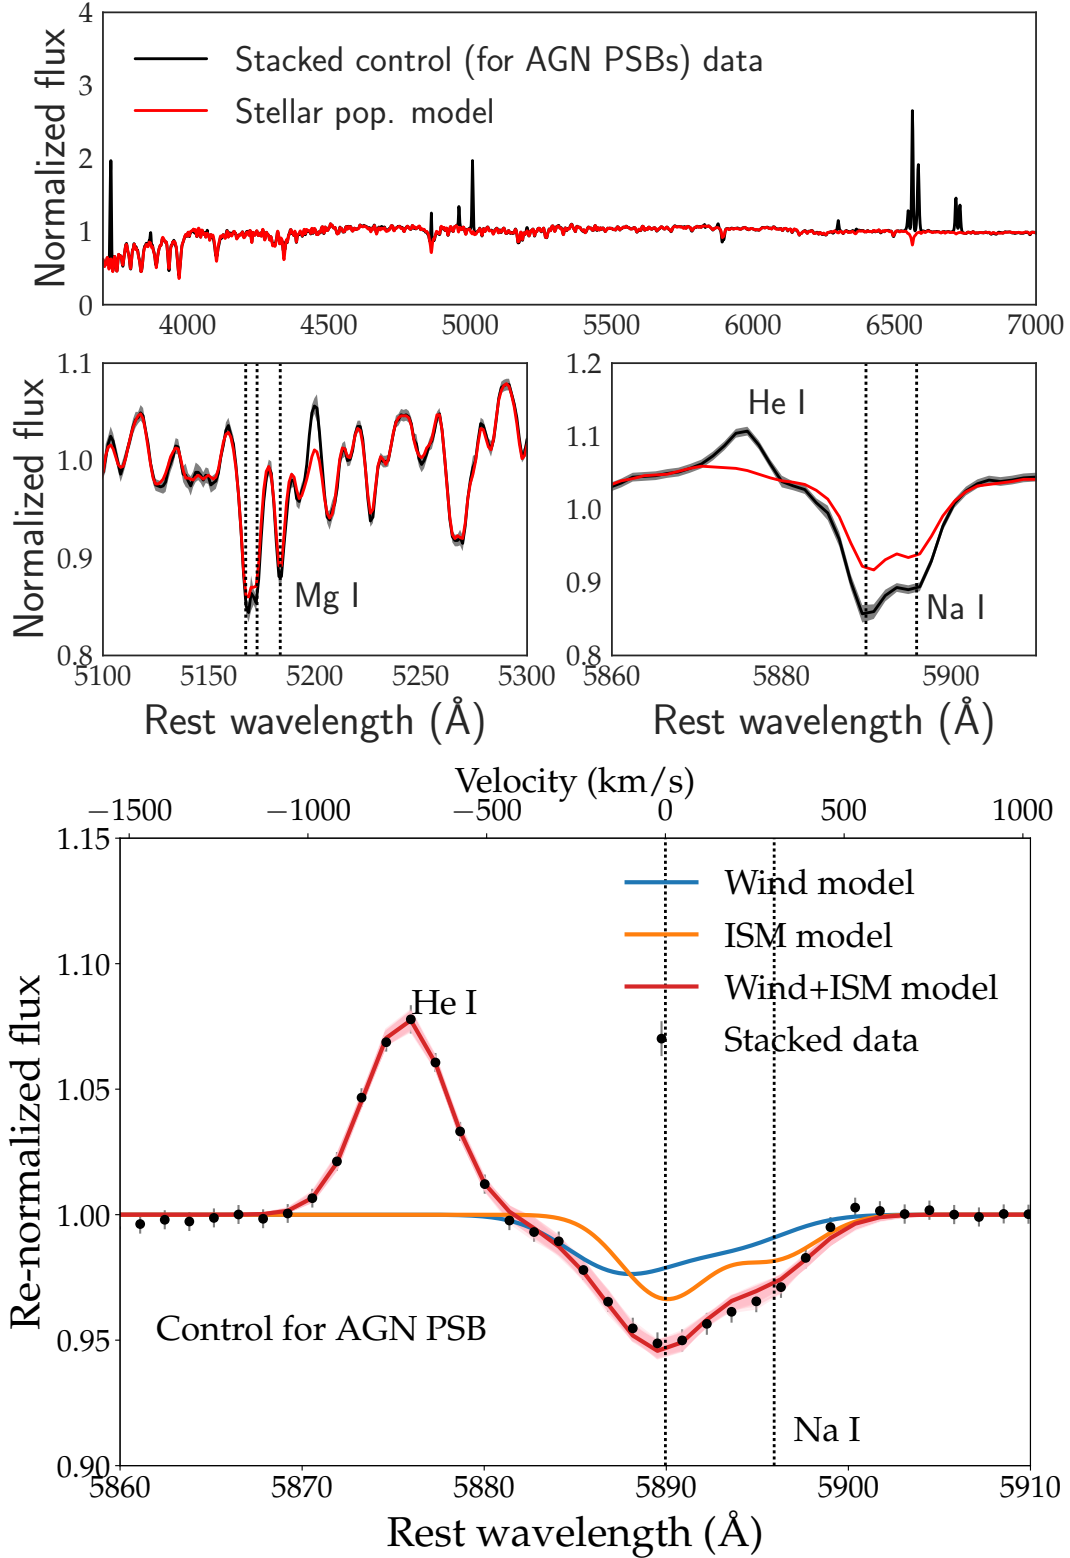 Normalized flux
4
3
2
1
0
Stacked control (for AGN PSBs) data
Stellar pop. model
4000 4500 5000 5500 6000 6500 7000
Normalized flux
1.1
1.0
0.9
0.8
Mg I
5100 5150 5200 5250 5300
Rest wavelength (Å)
1.2
1.1
1.0
0.9
0.8
He I
Na I
5860 5880 5900
Rest wavelength (Å)
Velocity (km/s)
−1500 −1000 −500 0 500 1000
Re-normalized flux
1.15
1.10
1.05
1.00
0.95
0.90
Wind model
ISM model
Wind+ISM model
Stacked data
He I
Control for AGN PSB
Na I
5860 5870 5880 5890 5900 5910
Rest wavelength (Å)